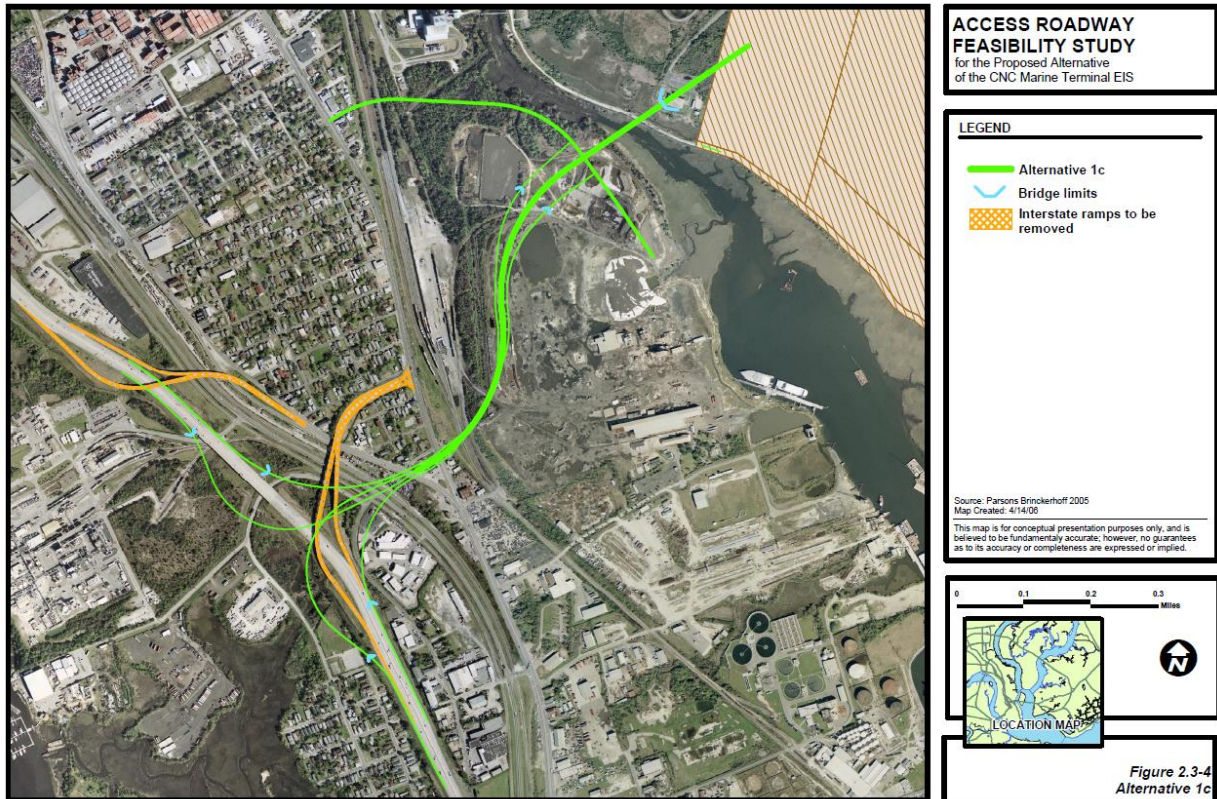 ACCESS ROADWAY
FEASIBILITY STUDY
for the Proposed Alternative
of the CNC Marine Terminal EIS
LEGEND
Alternative 1c
Bridge limits
Interstate ramps to be
removed
Source: Parsons Brinckerhoff 2005
Map Created: 4/14/06
This map is for conceptual presentation purposes only, and is
believed to be fundamentaly accurate; however, no guarantees
as to its accuracy or completeness are expressed or implied.
0 0.1 0.2 0.3
Miles
N
LOCATION MAP
Figure 2.3-4
Alternative 1c